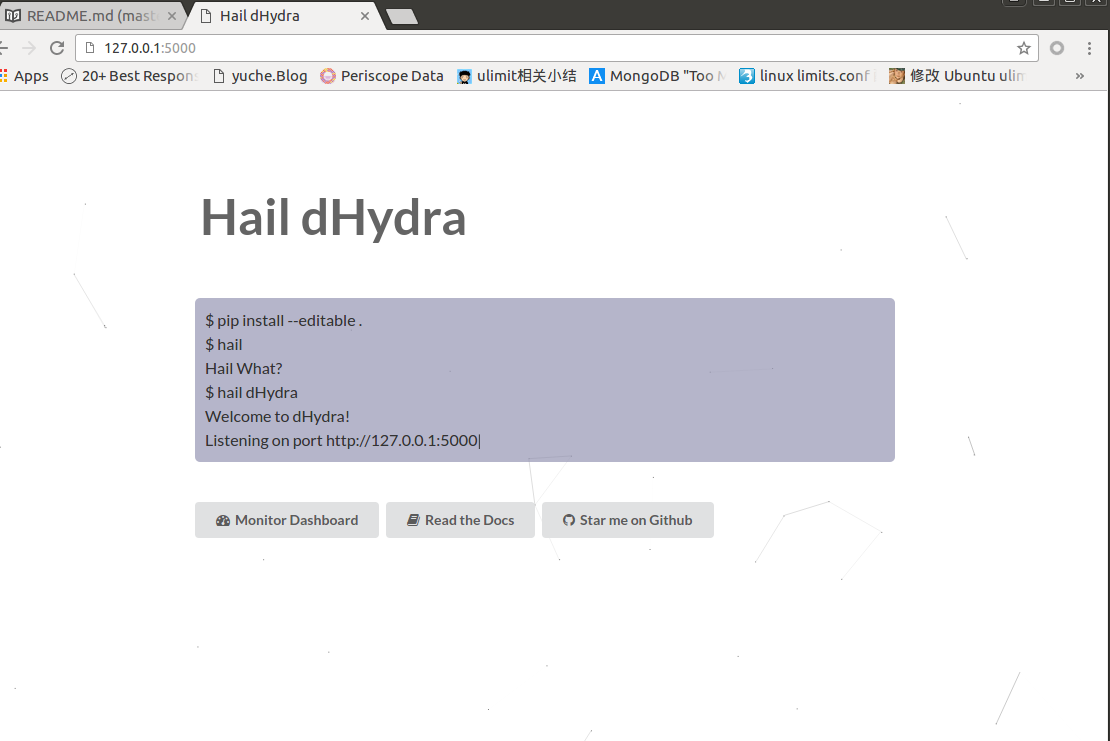 README.md (mast
Hail dHydra
127.0.0.1:5000
Apps
20+ Best Respon
yuche.Blog
Periscope Data
ulimit相关小结
MongoDB "Too M
linux limits.conf
修改 Ubuntu ulim
»
Hail dHydra
$ pip install --editable .
$ hail
Hail What?
$ hail dHydra
Welcome to dHydra!
Listening on port http://127.0.0.1:5000|
Monitor Dashboard
Read the Docs
Star me on Github